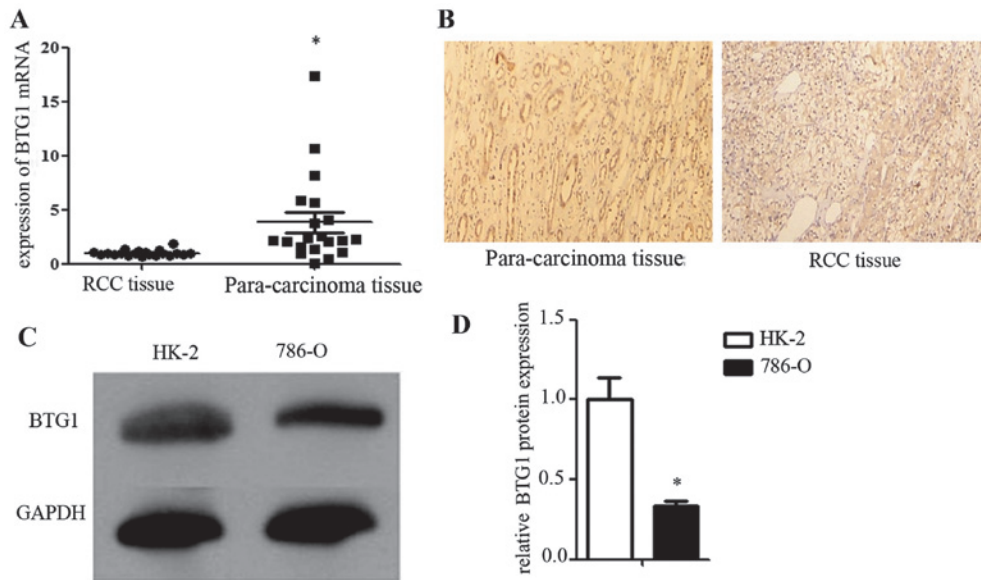 A
expression of BTG1 mRNA
20
15
10
5
0
*
RCC tissue
Para-carcinoma tissue
B
Para-carcinoma tissue
RCC tissue
C
HK-2
786-O
BTG1
GAPDH
D
relative BTG1 protein expression
1.5
1.0
0.5
0.0
*
HK-2
786-O